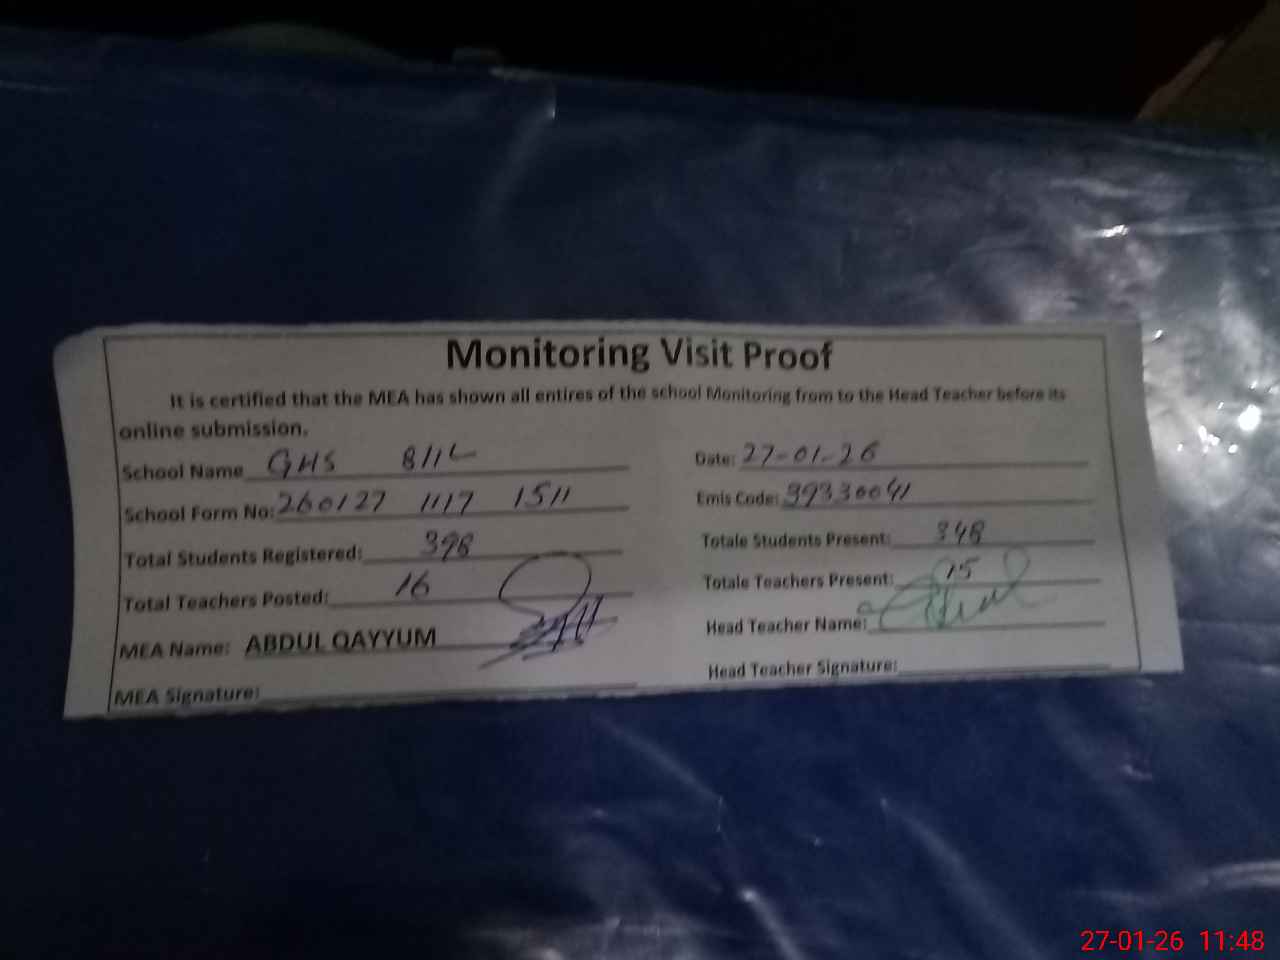 Monitoring Visit Proof
It is certified that the MEA has shown all entires of the school Monitoring from to the Head Teacher before its
online submission.
School Name GHS 8/11L
Date: 27-01-26
School Form No: 260127 1117 1511
Emis Code: 39330041
Total Students Registered: 398
Totale Students Present: 348
Total Teachers Posted: 16
Totale Teachers Present: 15
MEA Name: ABDUL QAYYUM
Head Teacher Name:
MEA Signature:
Head Teacher Signature:
27-01-26 11:48